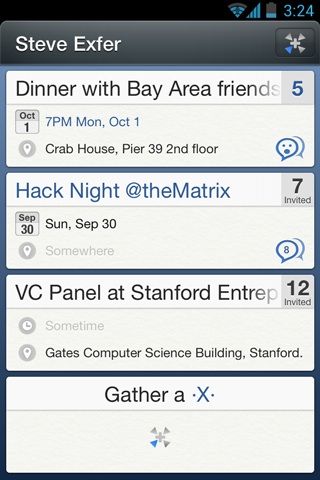 3:24
Steve Exfer
Dinner with Bay Area friends 5
Oct
1
7PM Mon, Oct 1
Crab House, Pier 39 2nd floor
Hack Night @theMatrix 7
Invited
Sep
30
Sun, Sep 30
Somewhere
8
VC Panel at Stanford Entrep 12
Invited
Sometime
Gates Computer Science Building, Stanford.
Gather a ·X·